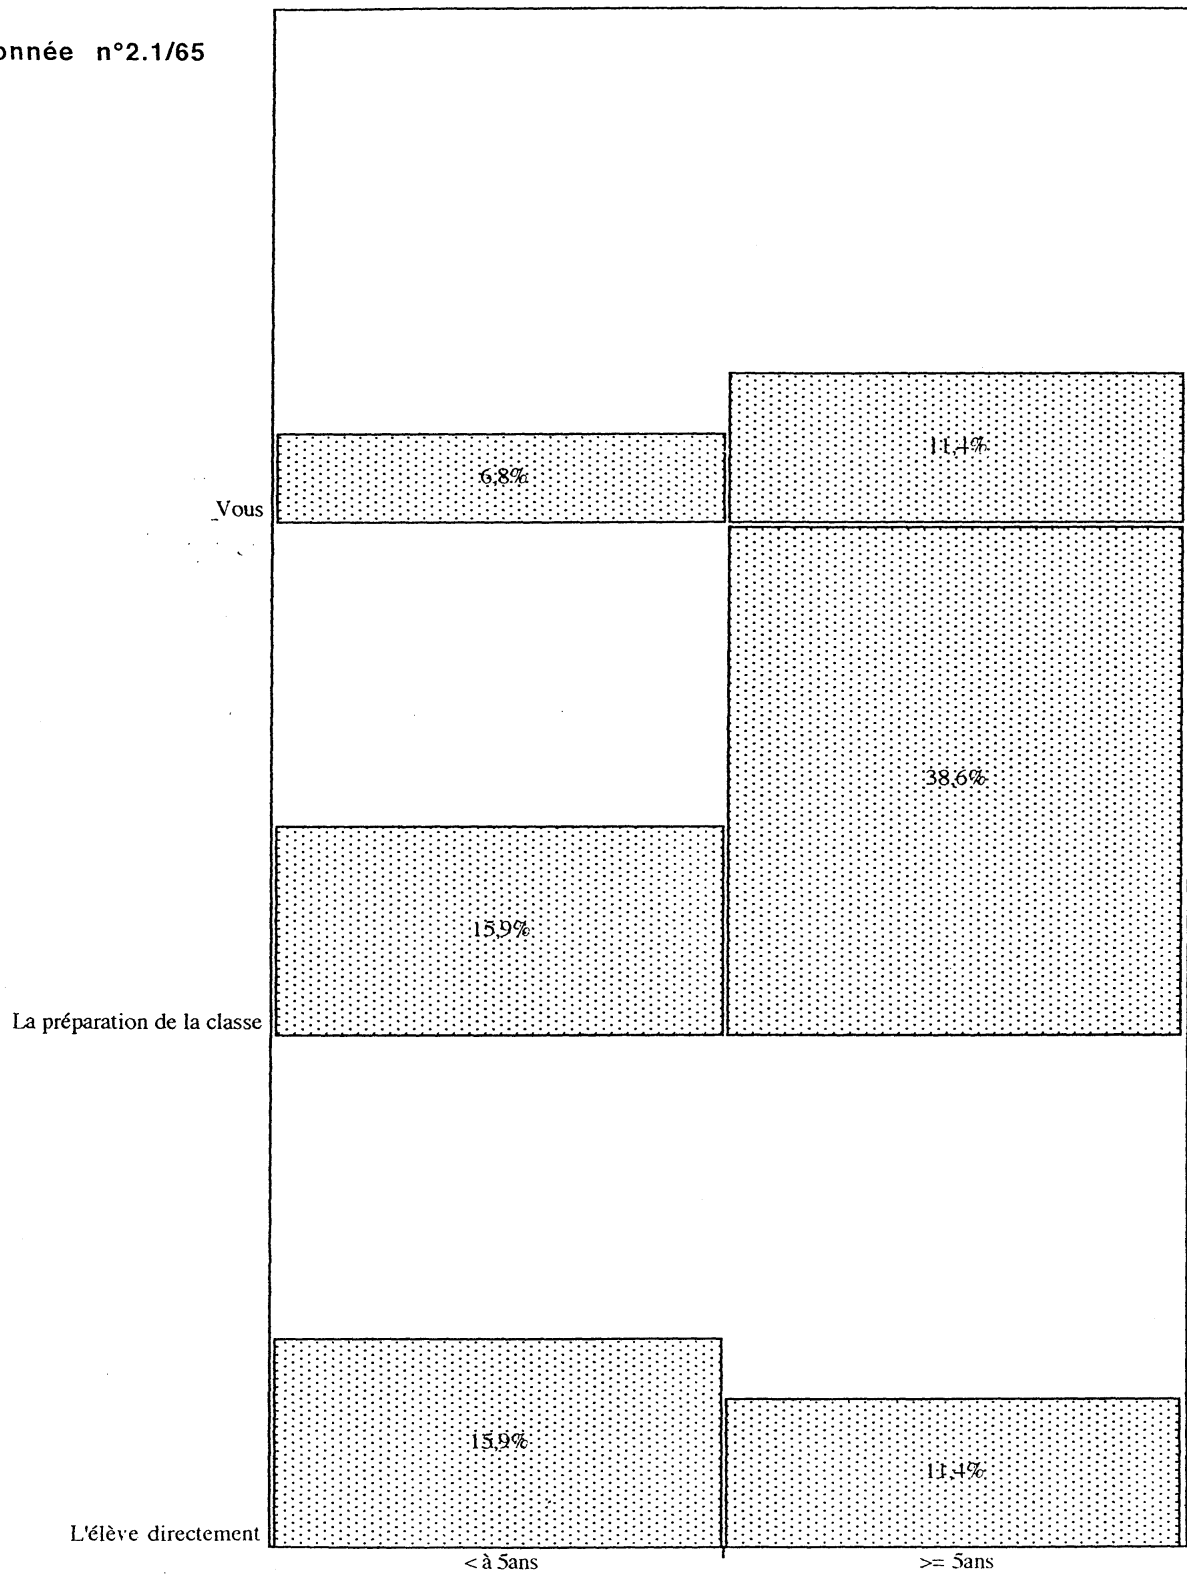 onnée n°2.1/65
11,4%
6,8%
_Vous
38,6%
15,9%
La préparation de la classe
15,9%
11,4%
L'élève directement
< à 5ans
>= 5ans